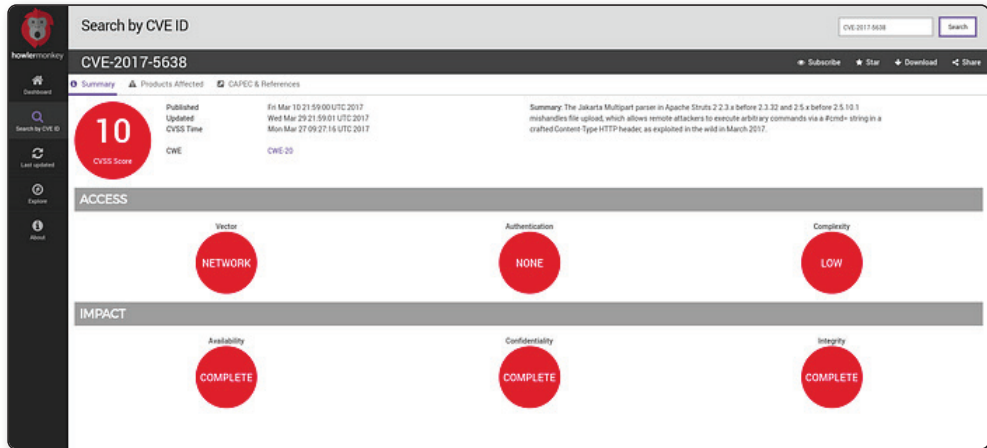 howlermonkey
Dashboard
Search by CVE ID
Last updated
Explore
About
Search by CVE ID
CVE-2017-5638
Search
CVE-2017-5638
Subscribe
Star
Download
Share
Summary
Products Affected
CAPEC & References
10
CVSS Score
Published Fri Mar 10 21:59:00 UTC 2017
Updated Wed Mar 29 21:59:01 UTC 2017
CVSS Time Mon Mar 27 09:27:16 UTC 2017
CWE CWE-20
Summary: The Jakarta Multipart parser in Apache Struts 2 2.3.x before 2.3.32 and 2.5.x before 2.5.10.1
mishandles file upload, which allows remote attackers to execute arbitrary commands via a #cmd= string in a
crafted Content-Type HTTP header, as exploited in the wild in March 2017.
ACCESS
Vector
NETWORK
Authentication
NONE
Complexity
LOW
IMPACT
Availability
COMPLETE
Confidentiality
COMPLETE
Integrity
COMPLETE